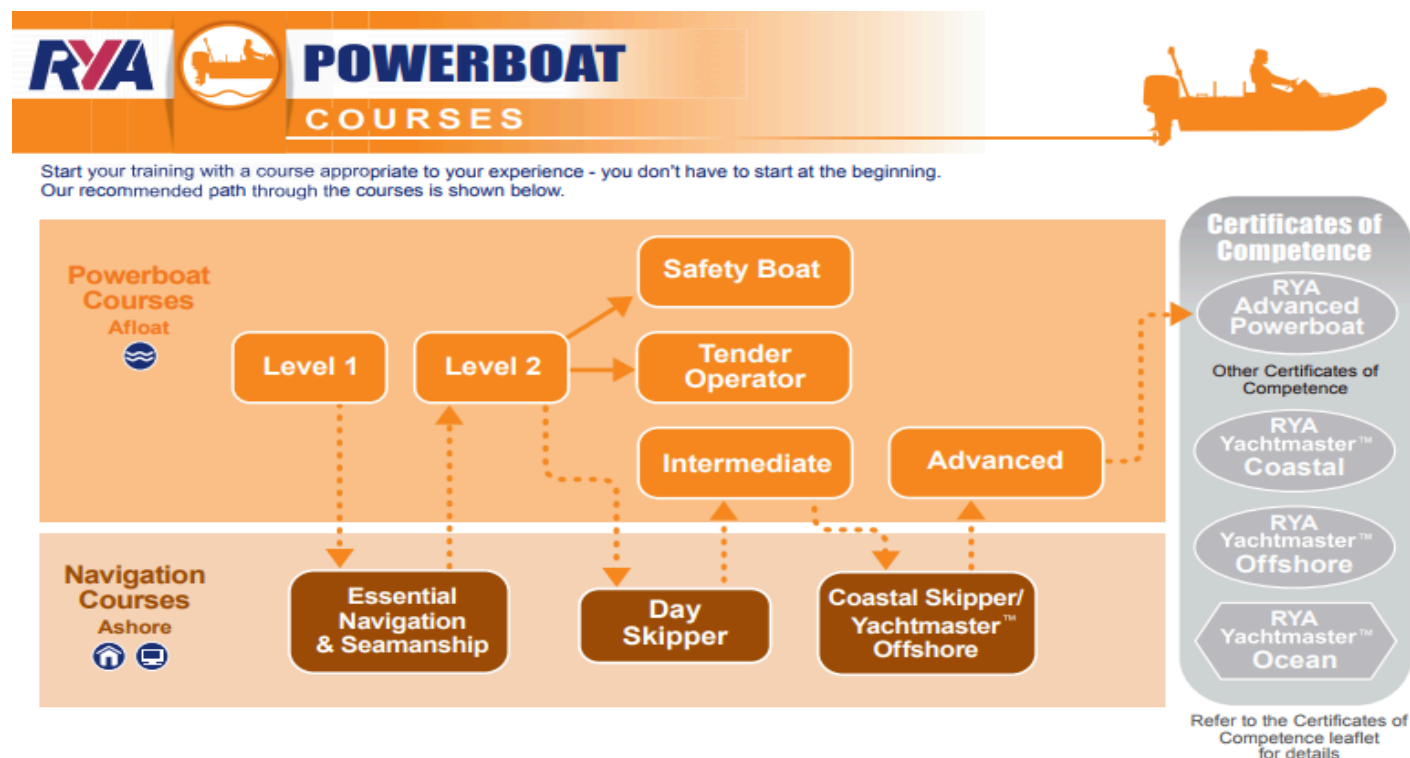 RYA
POWERBOAT
COURSES
Start your training with a course appropriate to your experience - you don't have to start at the beginning.
Our recommended path through the courses is shown below.
Powerboat
Courses
Afloat
Level 1
Level 2
Safety Boat
Tender
Operator
Intermediate
Advanced
Navigation
Courses
Ashore
Essential
Navigation
& Seamanship
Day
Skipper
Coastal Skipper/
Yachtmaster™
Offshore
Certificates of
Competence
RYA
Advanced
Powerboat
Other Certificates of
Competence
RYA
Yachtmaster™
Coastal
RYA
Yachtmaster™
Offshore
RYA
Yachtmaster™
Ocean
Refer to the Certificates of
Competence leaflet
for details